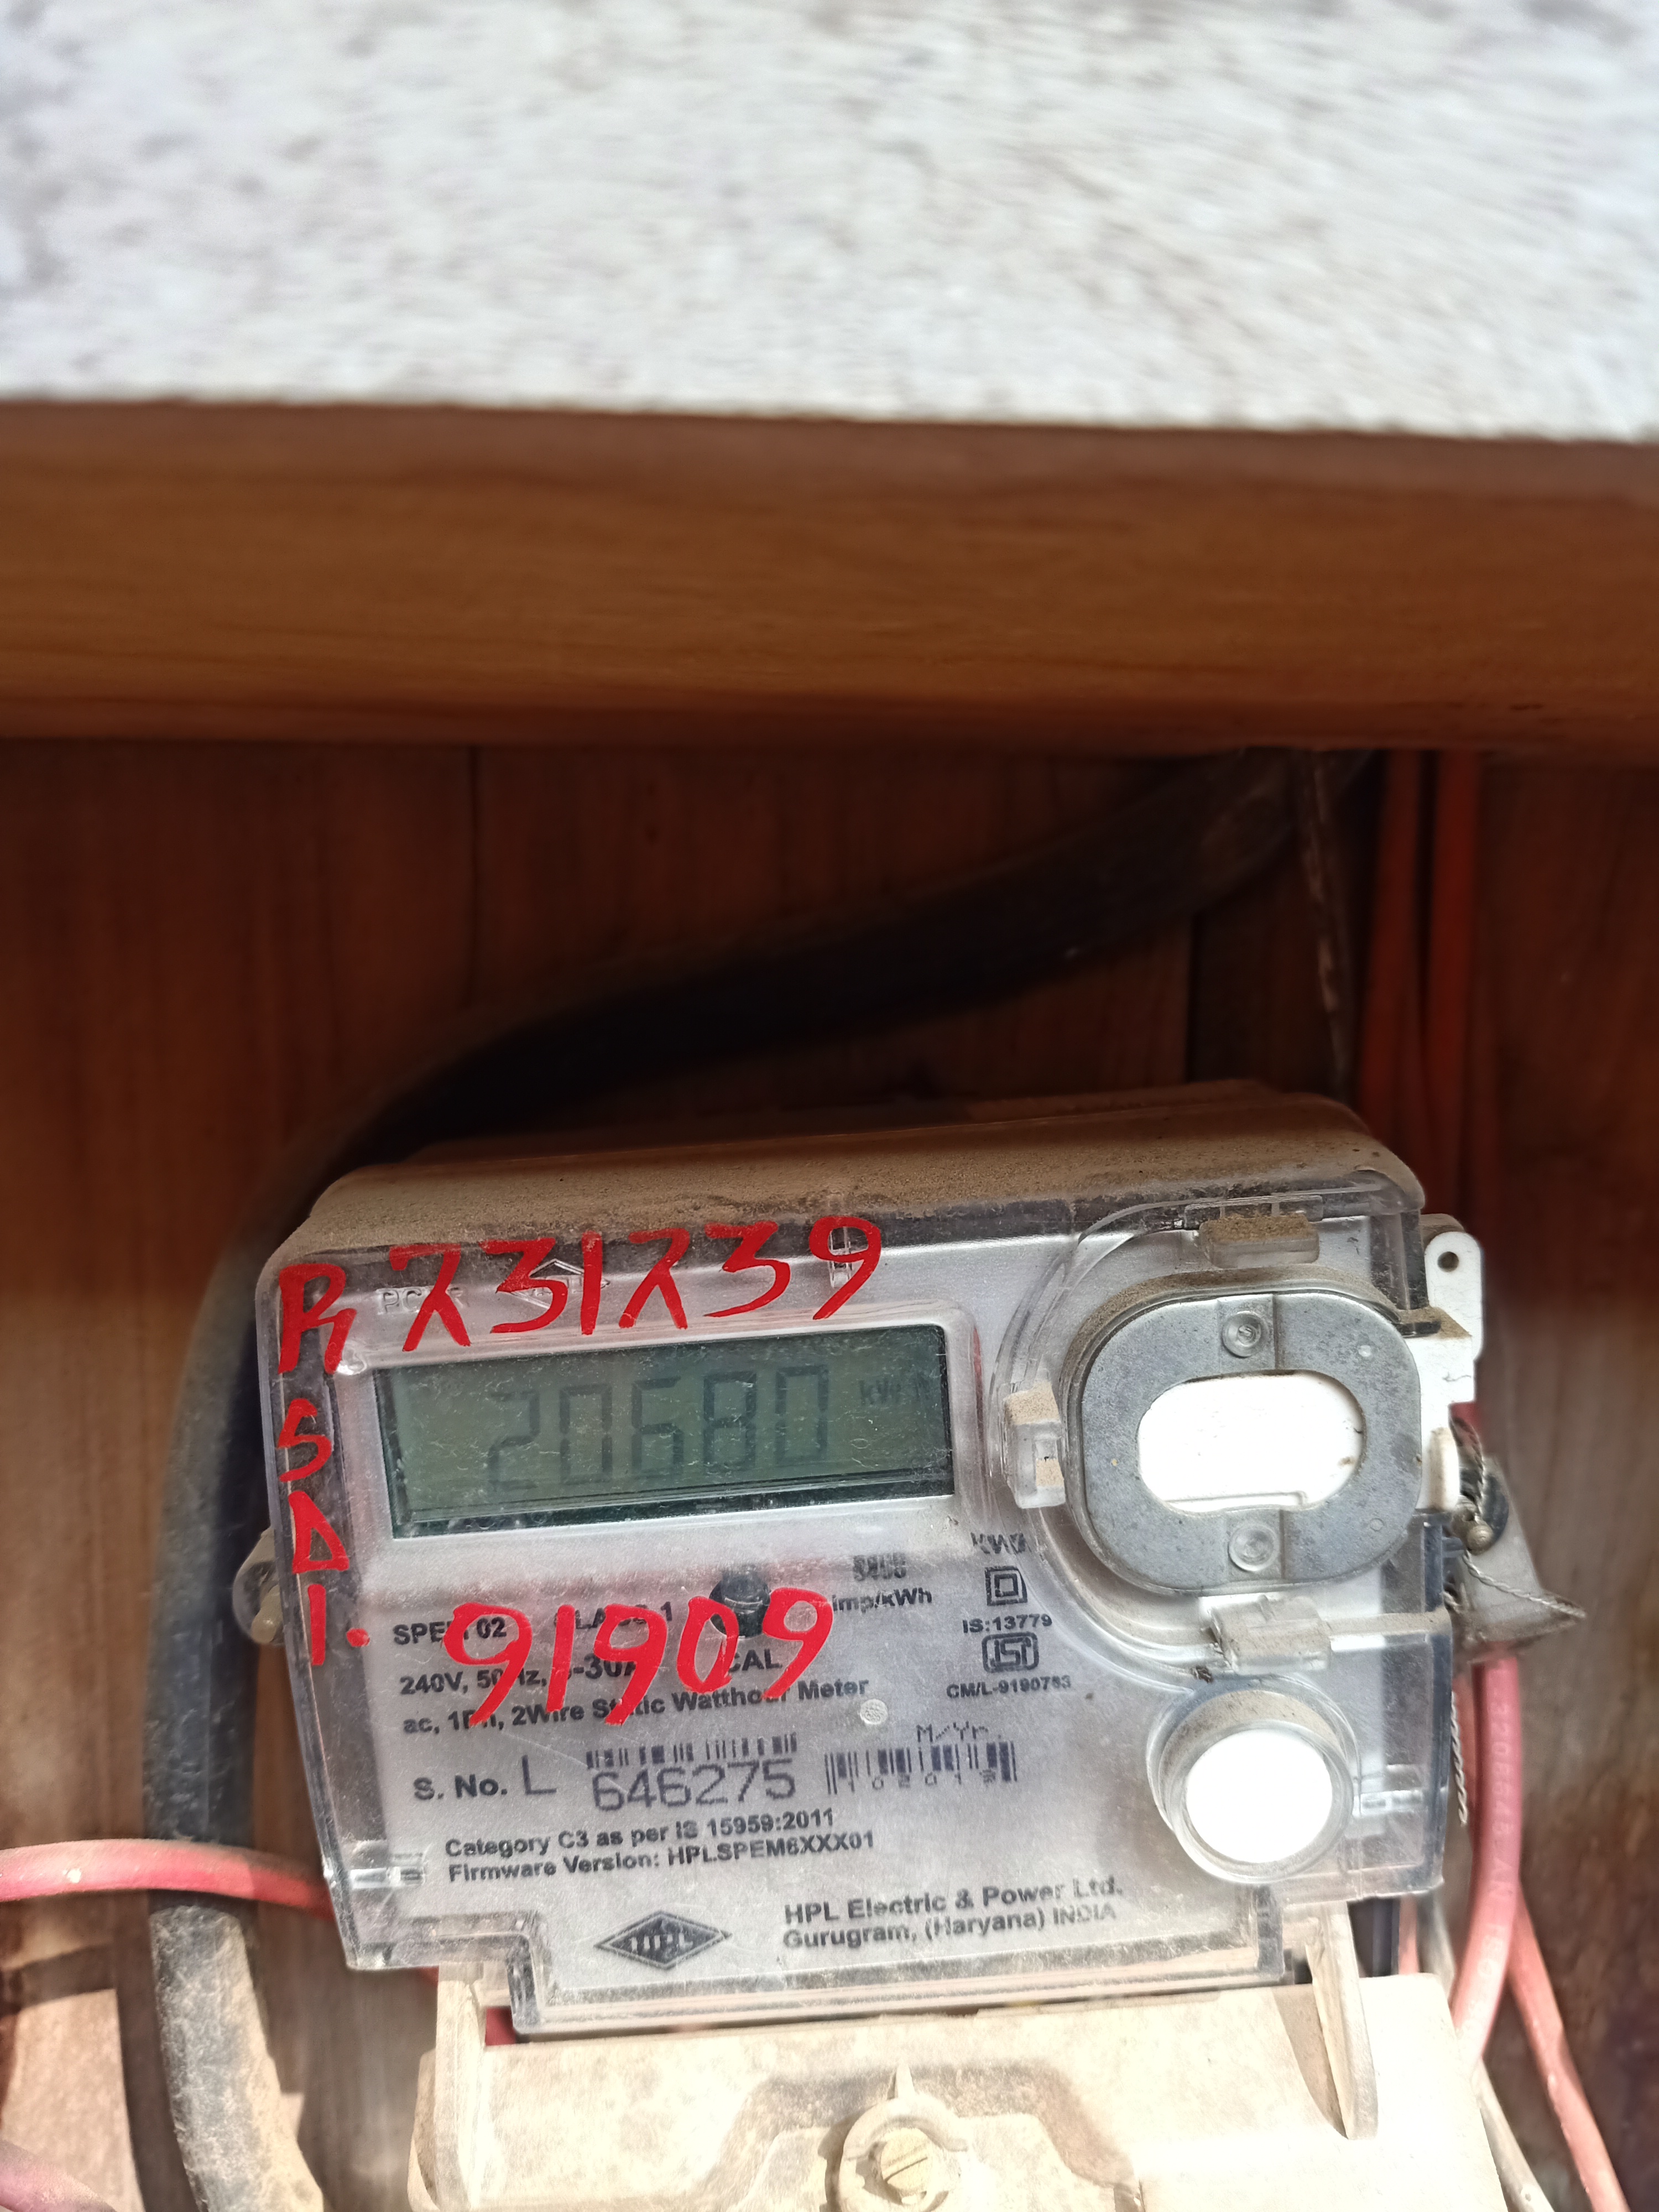 R 731739
20680 kWh
S
D
1.
91909
imp/kWh
IS:13779
CM/L-9190763
240V, 50Hz,
ac, 1Ph, 2Wire Static Watthour Meter
M/Yr.
S. No. L 646275
Category C3 as per IS 15959:2011
Firmware Version: HPLSPEM6XXX01
HPL
HPL Electric & Power Ltd.
Gurugram, (Haryana) INDIA